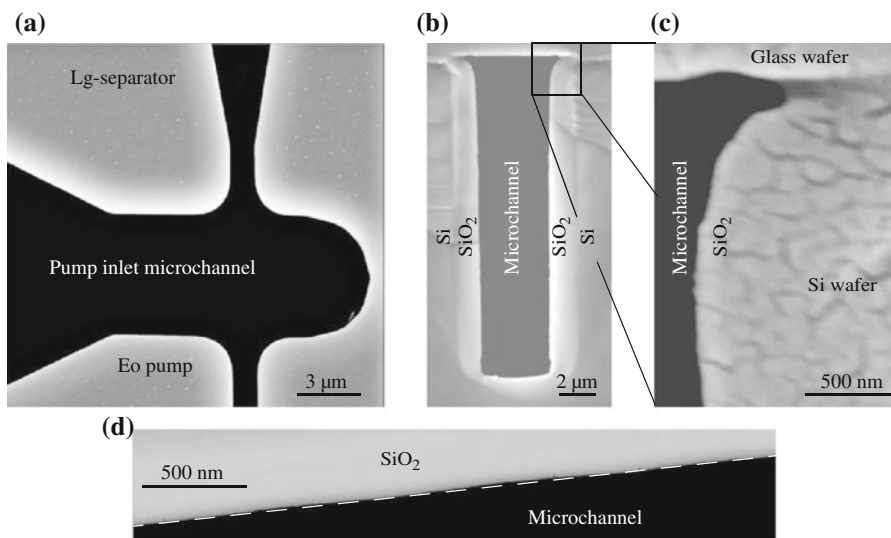 (a)
Lg-separator
Pump inlet microchannel
Eo pump
3 μm
(b)
Si
SiO₂
Microchannel
SiO₂
Si
2 μm
(c)
Glass wafer
Microchannel
SiO₂
Si wafer
500 nm
(d)
500 nm
SiO₂
Microchannel